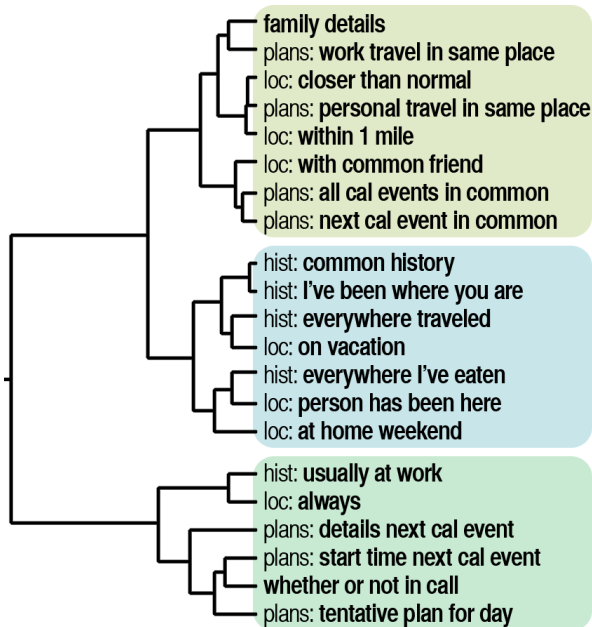 family details
plans: work travel in same place
loc: closer than normal
plans: personal travel in same place
loc: within 1 mile
loc: with common friend
plans: all cal events in common
plans: next cal event in common
hist: common history
hist: I've been where you are
hist: everywhere traveled
loc: on vacation
hist: everywhere I've eaten
loc: person has been here
loc: at home weekend
hist: usually at work
loc: always
plans: details next cal event
plans: start time next cal event
whether or not in call
plans: tentative plan for day